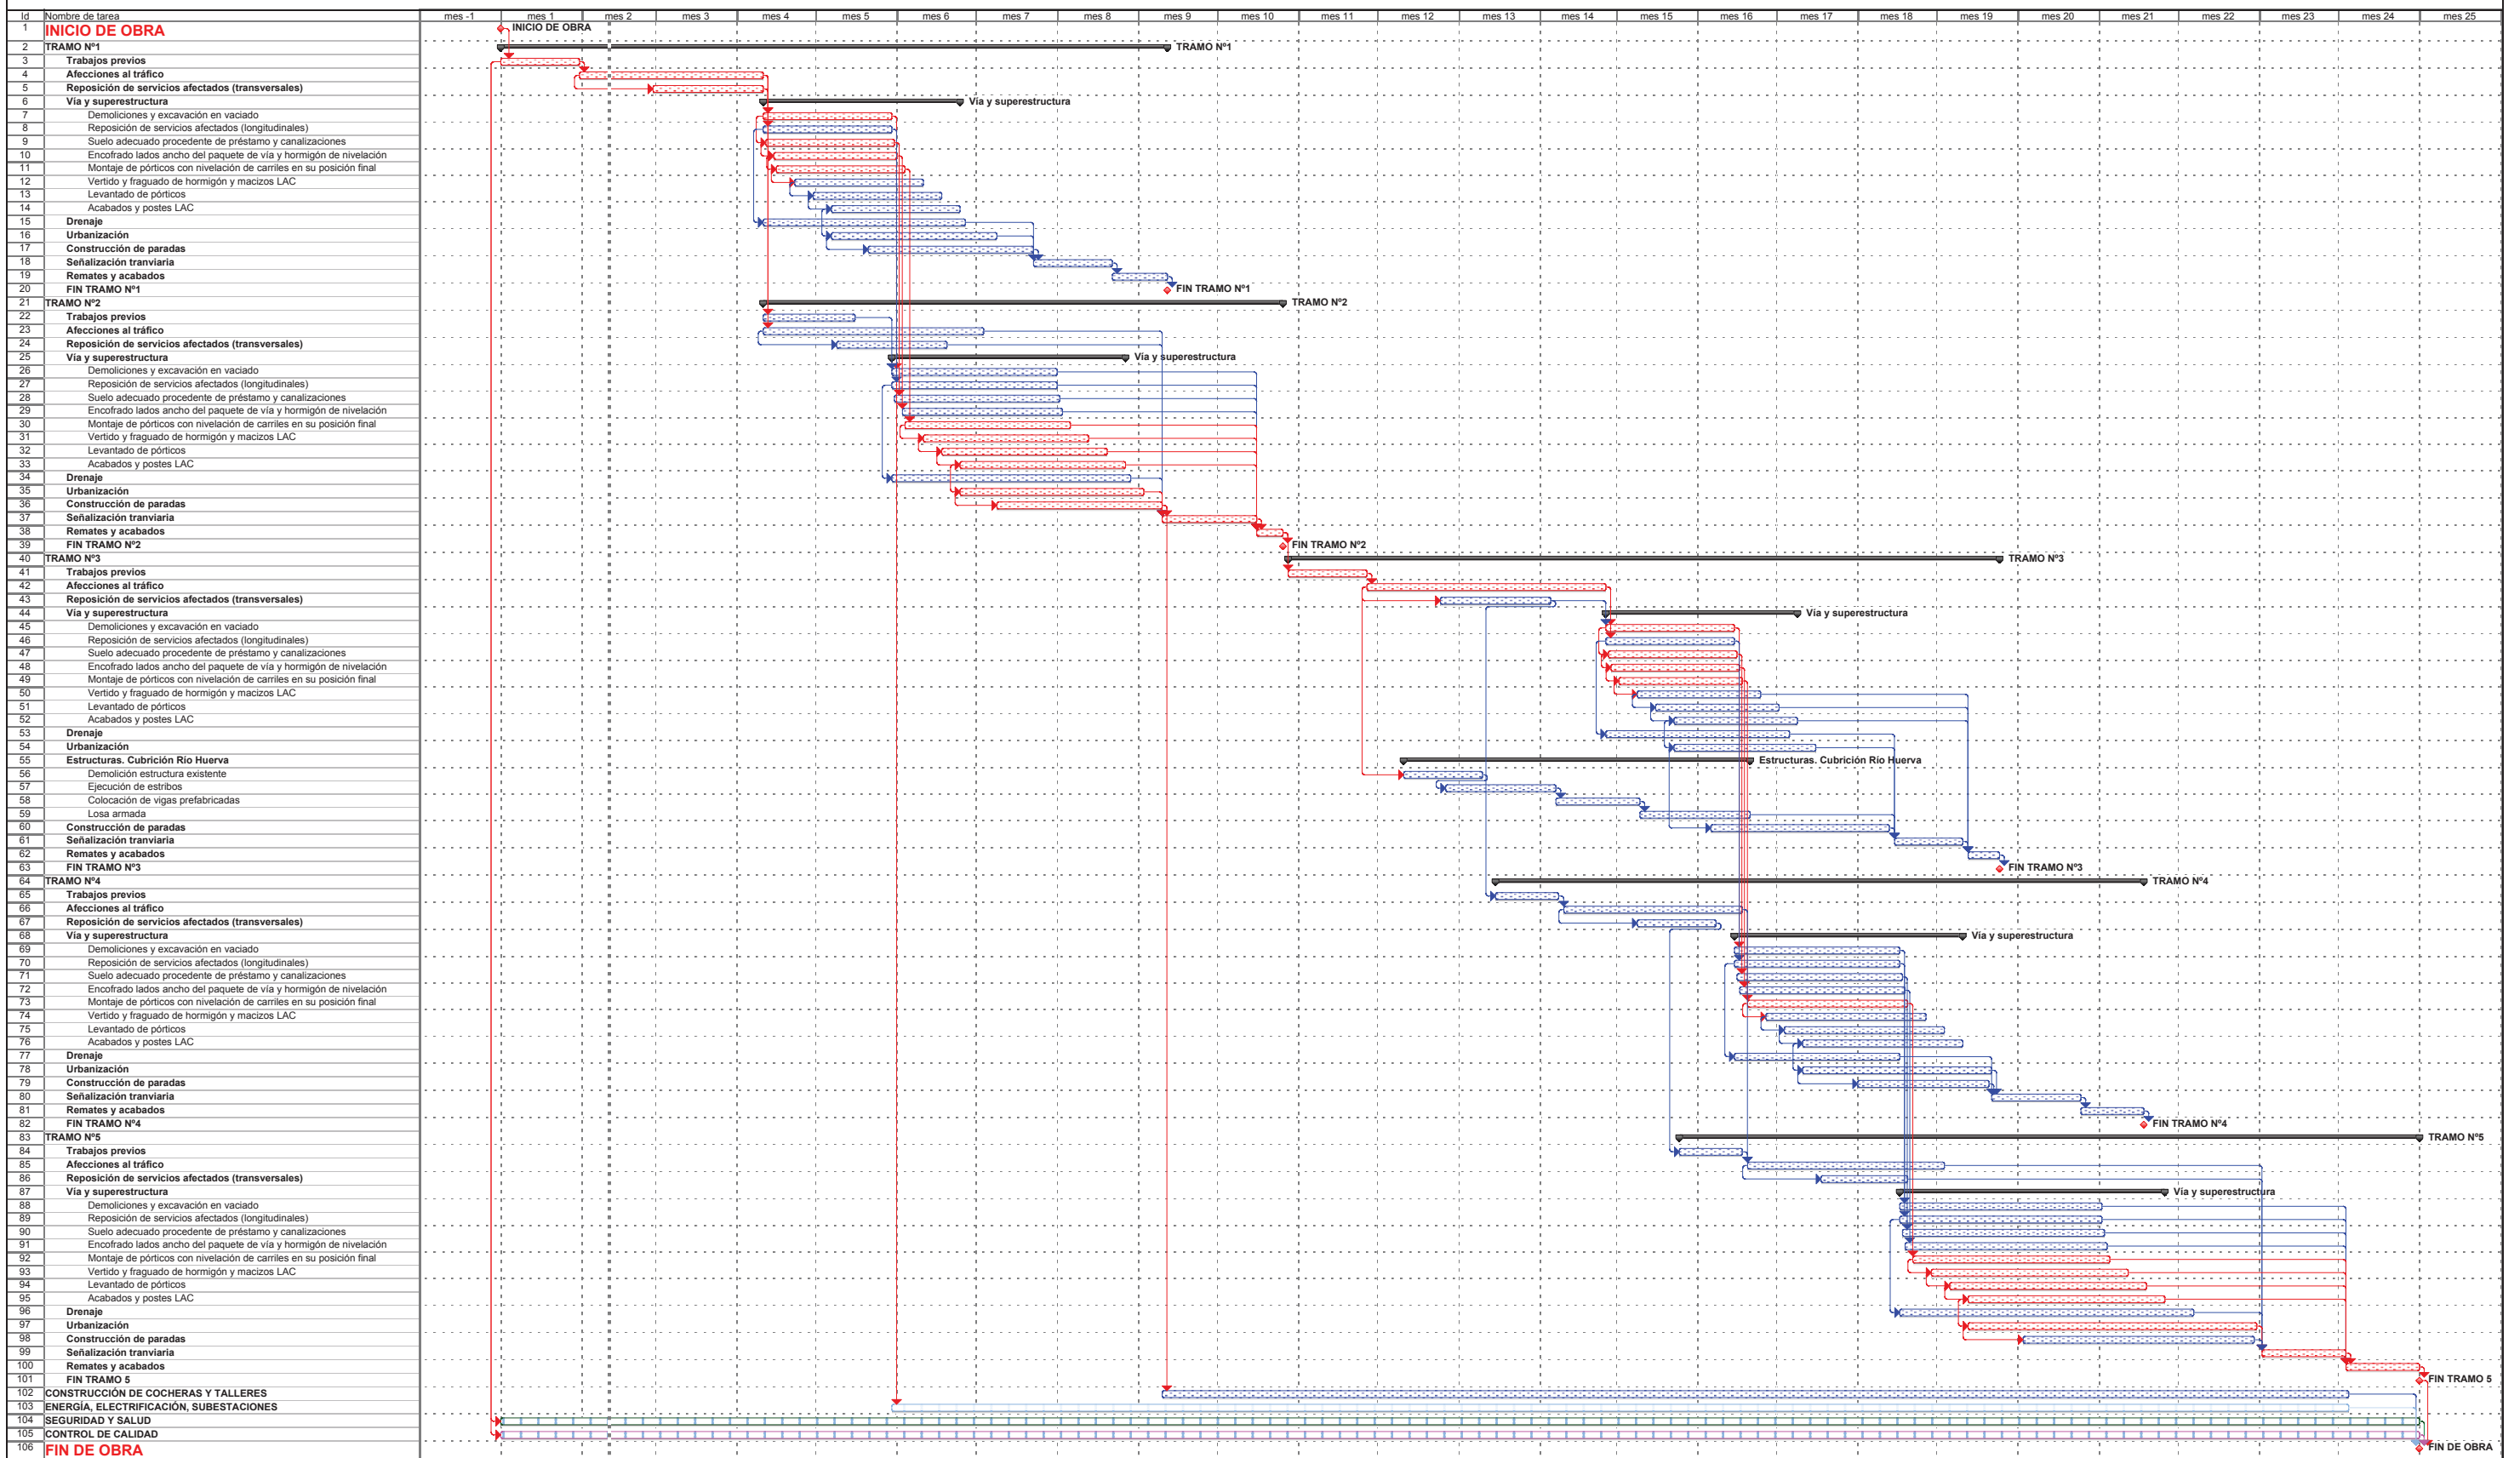 Id Nombre de tarea mes -1 mes 1 mes 2 mes 3 mes 4 mes 5 mes 6 mes 7 mes 8 mes 9 mes 10 mes 11 mes 12 mes 13 mes 14 mes 15 mes 16 mes 17 mes 18 mes 19 mes 20 mes 21 mes 22 mes 23 mes 24 mes 25
1 INICIO DE OBRA INICIO DE OBRA
2 TRAMO Nº1 TRAMO Nº1
3 Trabajos previos
4 Afecciones al tráfico
5 Reposición de servicios afectados (transversales)
6 Vía y superestructura Vía y superestructura
7 Demoliciones y excavación en vaciado
8 Reposición de servicios afectados (longitudinales)
9 Suelo adecuado procedente de préstamo y canalizaciones
10 Encofrado lados ancho del paquete de vía y hormigón de nivelación
11 Montaje de pórticos con nivelación de carriles en su posición final
12 Vertido y fraguado de hormigón y macizos LAC
13 Levantado de pórticos
14 Acabados y postes LAC
15 Drenaje
16 Urbanización
17 Construcción de paradas
18 Señalización tranviaria
19 Remates y acabados
20 FIN TRAMO Nº1 FIN TRAMO Nº1
21 TRAMO Nº2 TRAMO Nº2
22 Trabajos previos
23 Afecciones al tráfico
24 Reposición de servicios afectados (transversales)
25 Vía y superestructura Vía y superestructura
26 Demoliciones y excavación en vaciado
27 Reposición de servicios afectados (longitudinales)
28 Suelo adecuado procedente de préstamo y canalizaciones
29 Encofrado lados ancho del paquete de vía y hormigón de nivelación
30 Montaje de pórticos con nivelación de carriles en su posición final
31 Vertido y fraguado de hormigón y macizos LAC
32 Levantado de pórticos
33 Acabados y postes LAC
34 Drenaje
35 Urbanización
36 Construcción de paradas
37 Señalización tranviaria
38 Remates y acabados
39 FIN TRAMO Nº2 FIN TRAMO Nº2
40 TRAMO Nº3 TRAMO Nº3
41 Trabajos previos
42 Afecciones al tráfico
43 Reposición de servicios afectados (transversales)
44 Vía y superestructura Vía y superestructura
45 Demoliciones y excavación en vaciado
46 Reposición de servicios afectados (longitudinales)
47 Suelo adecuado procedente de préstamo y canalizaciones
48 Encofrado lados ancho del paquete de vía y hormigón de nivelación
49 Montaje de pórticos con nivelación de carriles en su posición final
50 Vertido y fraguado de hormigón y macizos LAC
51 Levantado de pórticos
52 Acabados y postes LAC
53 Drenaje
54 Urbanización
55 Estructuras. Cubrición Río Huerva Estructuras. Cubrición Río Huerva
56 Demolición estructura existente
57 Ejecución de estribos
58 Colocación de vigas prefabricadas
59 Losa armada
60 Construcción de paradas
61 Señalización tranviaria
62 Remates y acabados
63 FIN TRAMO Nº3 FIN TRAMO Nº3
64 TRAMO Nº4 TRAMO Nº4
65 Trabajos previos
66 Afecciones al tráfico
67 Reposición de servicios afectados (transversales)
68 Vía y superestructura Vía y superestructura
69 Demoliciones y excavación en vaciado
70 Reposición de servicios afectados (longitudinales)
71 Suelo adecuado procedente de préstamo y canalizaciones
72 Encofrado lados ancho del paquete de vía y hormigón de nivelación
73 Montaje de pórticos con nivelación de carriles en su posición final
74 Vertido y fraguado de hormigón y macizos LAC
75 Levantado de pórticos
76 Acabados y postes LAC
77 Drenaje
78 Urbanización
79 Construcción de paradas
80 Señalización tranviaria
81 Remates y acabados
82 FIN TRAMO Nº4 FIN TRAMO Nº4
83 TRAMO Nº5 TRAMO Nº5
84 Trabajos previos
85 Afecciones al tráfico
86 Reposición de servicios afectados (transversales)
87 Vía y superestructura Vía y superestructura
88 Demoliciones y excavación en vaciado
89 Reposición de servicios afectados (longitudinales)
90 Suelo adecuado procedente de préstamo y canalizaciones
91 Encofrado lados ancho del paquete de vía y hormigón de nivelación
92 Montaje de pórticos con nivelación de carriles en su posición final
93 Vertido y fraguado de hormigón y macizos LAC
94 Levantado de pórticos
95 Acabados y postes LAC
96 Drenaje
97 Urbanización
98 Construcción de paradas
99 Señalización tranviaria
100 Remates y acabados
101 FIN TRAMO 5 FIN TRAMO 5
102 CONSTRUCCIÓN DE COCHERAS Y TALLERES
103 ENERGÍA, ELECTRIFICACIÓN, SUBESTACIONES
104 SEGURIDAD Y SALUD
105 CONTROL DE CALIDAD
106 FIN DE OBRA FIN DE OBRA